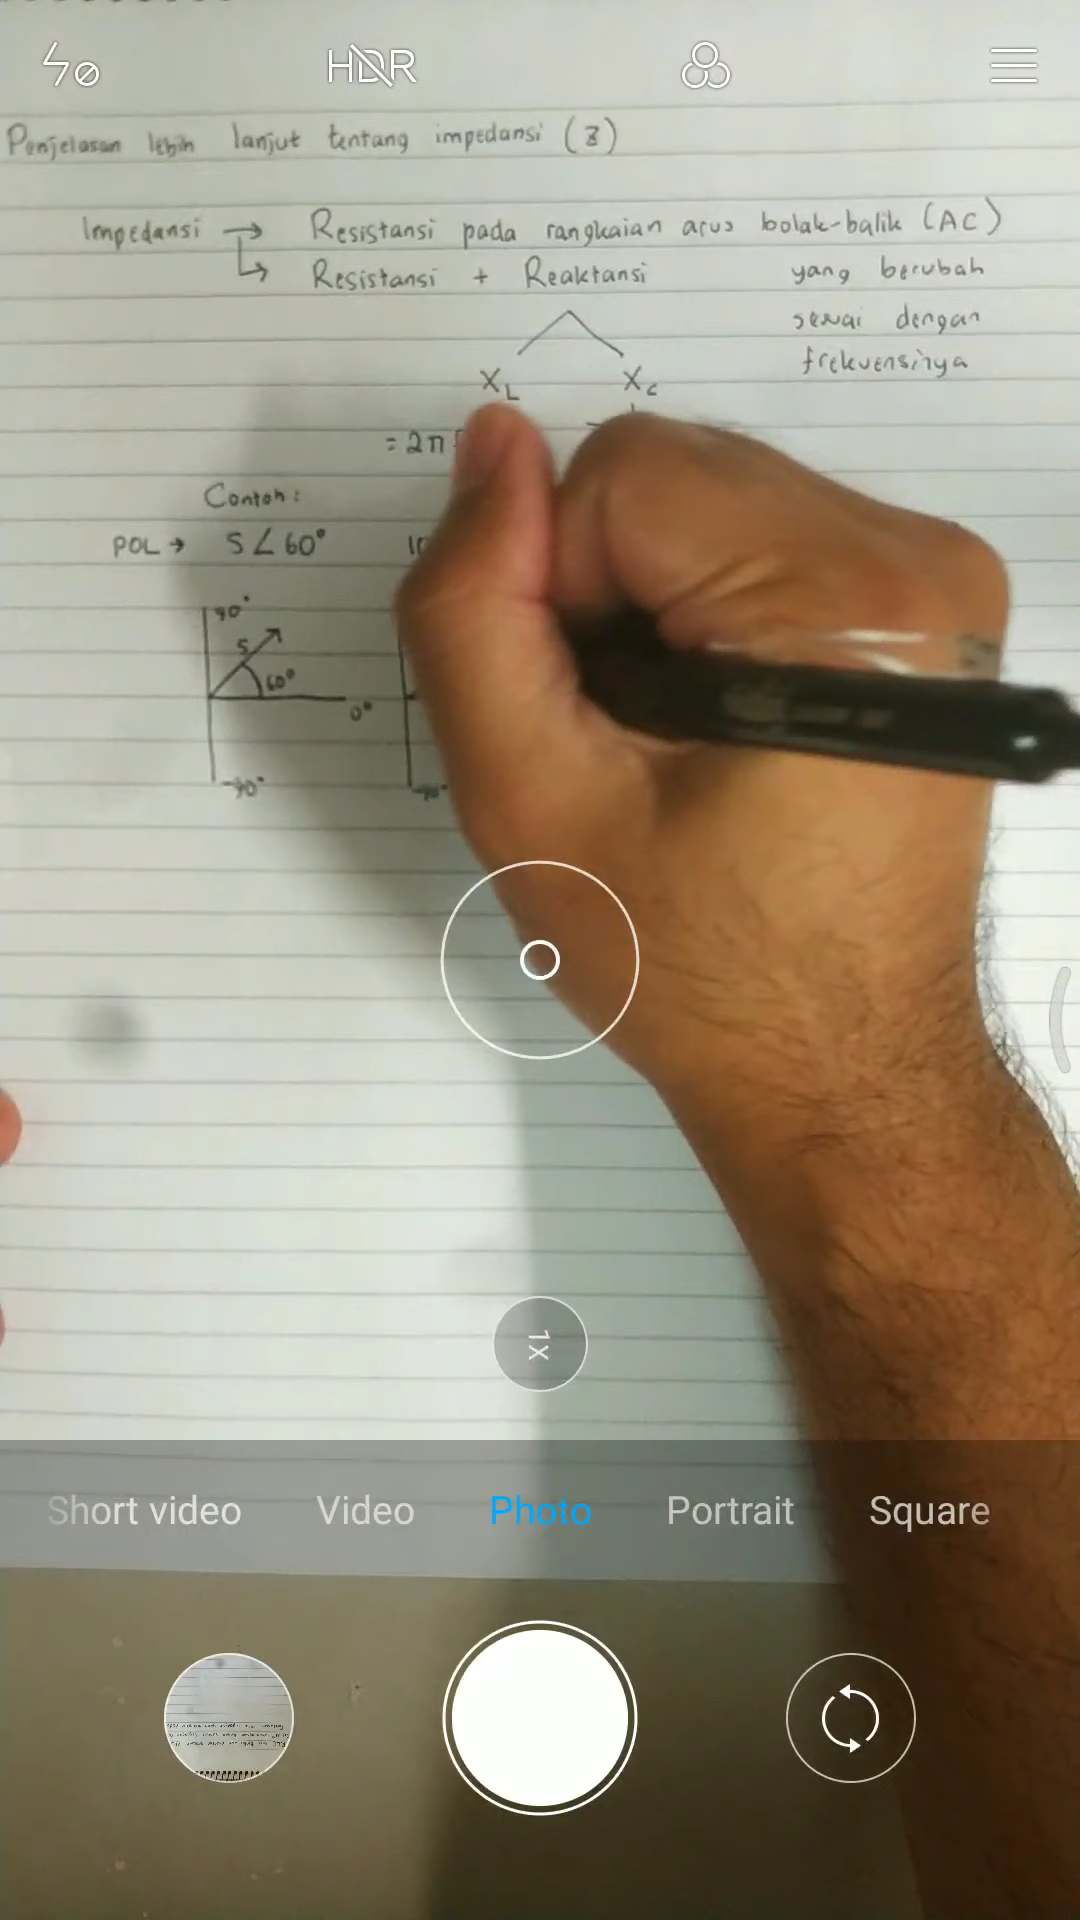 HDR
Penjelasan lebih lanjut tentang impedansi (Z)
Impedansi → Resistansi pada rangkaian arus bolak-balik (AC)
↳ Resistansi + Reaktansi yang berubah
sesuai dengan
frekuensinya
XL XC
= 2π
Contoh:
POL → 5∠60° 10
90°
5
60°
0°
-90° -90°
1X
Short video Video Photo Portrait Square